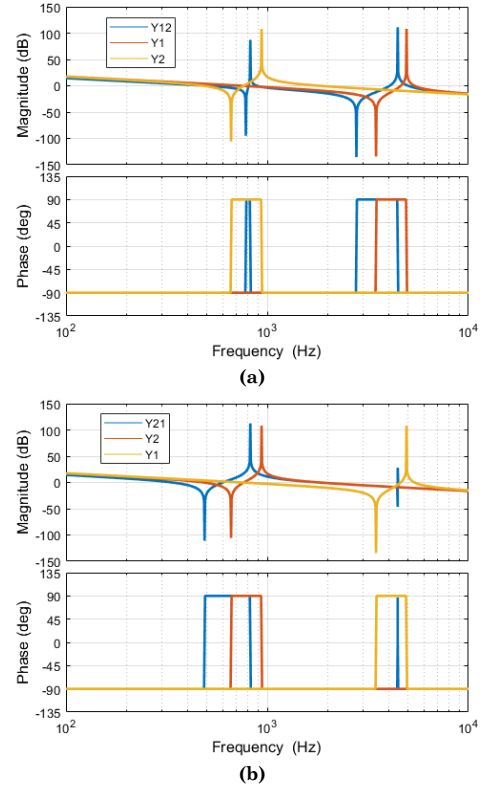 150
100
50
0
-50
-100
-150
Magnitude (dB)
Y12
Y1
Y2
135
90
45
0
-45
-90
-135
Phase (deg)
10^2
10^3
10^4
Frequency (Hz)
(a)
150
100
50
0
-50
-100
-150
Magnitude (dB)
Y21
Y2
Y1
135
90
45
0
-45
-90
-135
Phase (deg)
10^2
10^3
10^4
Frequency (Hz)
(b)